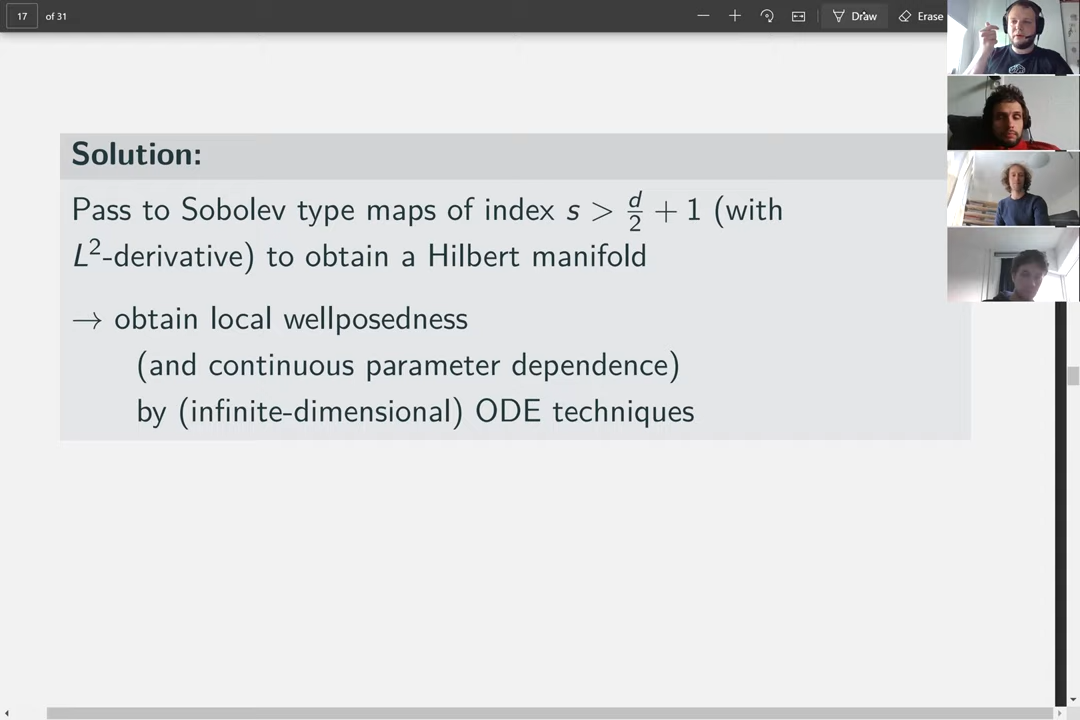 17 of 31
Draw
Erase
Solution:
Pass to Sobolev type maps of index s > d/2 + 1 (with
L²-derivative) to obtain a Hilbert manifold
→ obtain local wellposedness
(and continuous parameter dependence)
by (infinite-dimensional) ODE techniques